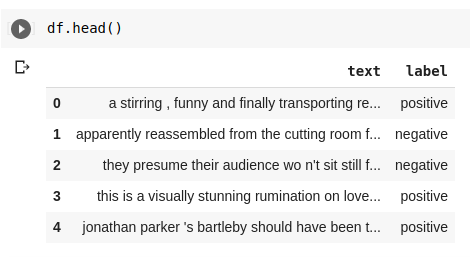 df.head()
text label
0 a stirring , funny and finally transporting re... positive
1 apparently reassembled from the cutting room f... negative
2 they presume their audience wo n't sit still f... negative
3 this is a visually stunning rumination on love... positive
4 jonathan parker 's bartleby should have been t... positive